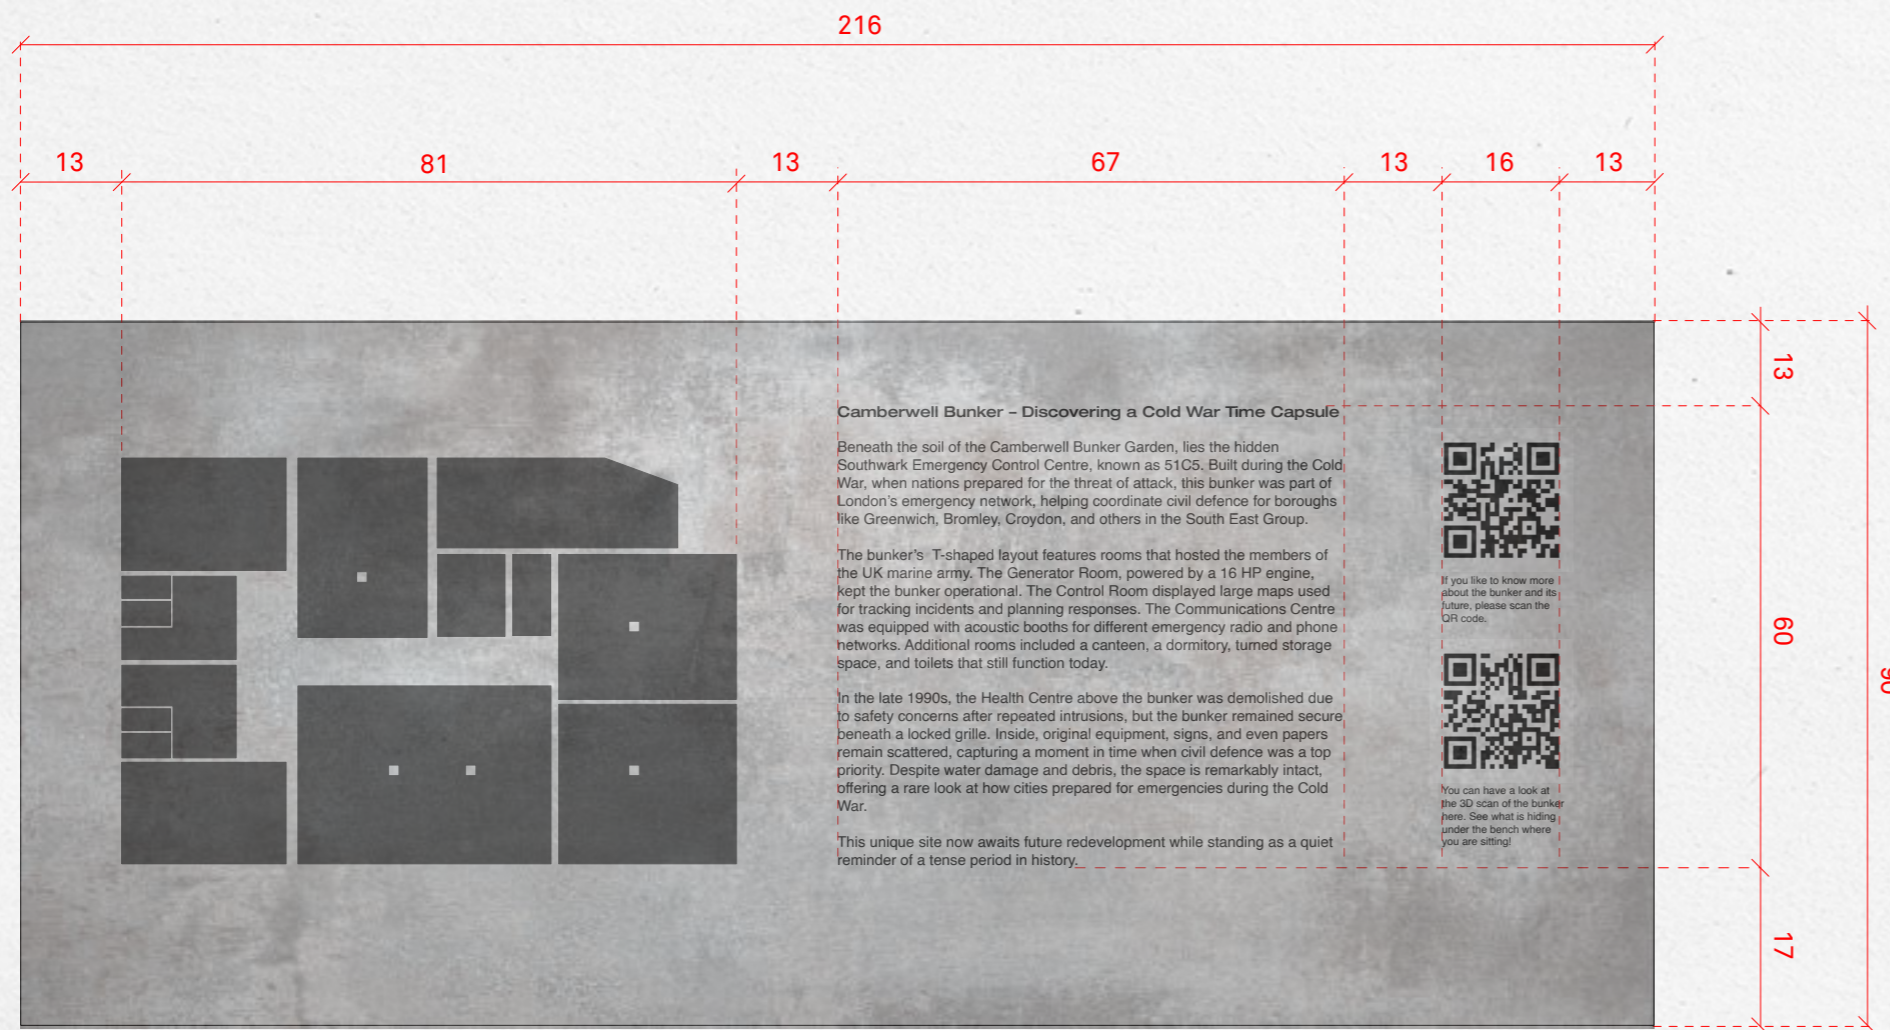 216
13
81
13
67
13
16
13
Camberwell Bunker – Discovering a Cold War Time Capsule
Beneath the soil of the Camberwell Bunker Garden, lies the hidden
Southwark Emergency Control Centre, known as 51C5. Built during the Cold
War, when nations prepared for the threat of attack, this bunker was part of
London's emergency network, helping coordinate civil defence for boroughs
like Greenwich, Bromley, Croydon, and others in the South East Group.
The bunker's T-shaped layout features rooms that hosted the members of
the UK marine army. The Generator Room, powered by a 16 HP engine,
kept the bunker operational. The Control Room displayed large maps used
for tracking incidents and planning responses. The Communications Centre
was equipped with acoustic booths for different emergency radio and phone
networks. Additional rooms included a canteen, a dormitory, turned storage
space, and toilets that still function today.
In the late 1990s, the Health Centre above the bunker was demolished due
to safety concerns after repeated intrusions, but the bunker remained secure
beneath a locked grille. Inside, original equipment, signs, and even papers
remain scattered, capturing a moment in time when civil defence was a top
priority. Despite water damage and debris, the space is remarkably intact,
offering a rare look at how cities prepared for emergencies during the Cold
War.
This unique site now awaits future redevelopment while standing as a quiet
reminder of a tense period in history.
If you like to know more
about the bunker and its
future, please scan the
QR code.
You can have a look at
the 3D scan of the bunker
here. See what is hiding
under the bench where
you are sitting!
13
60
17